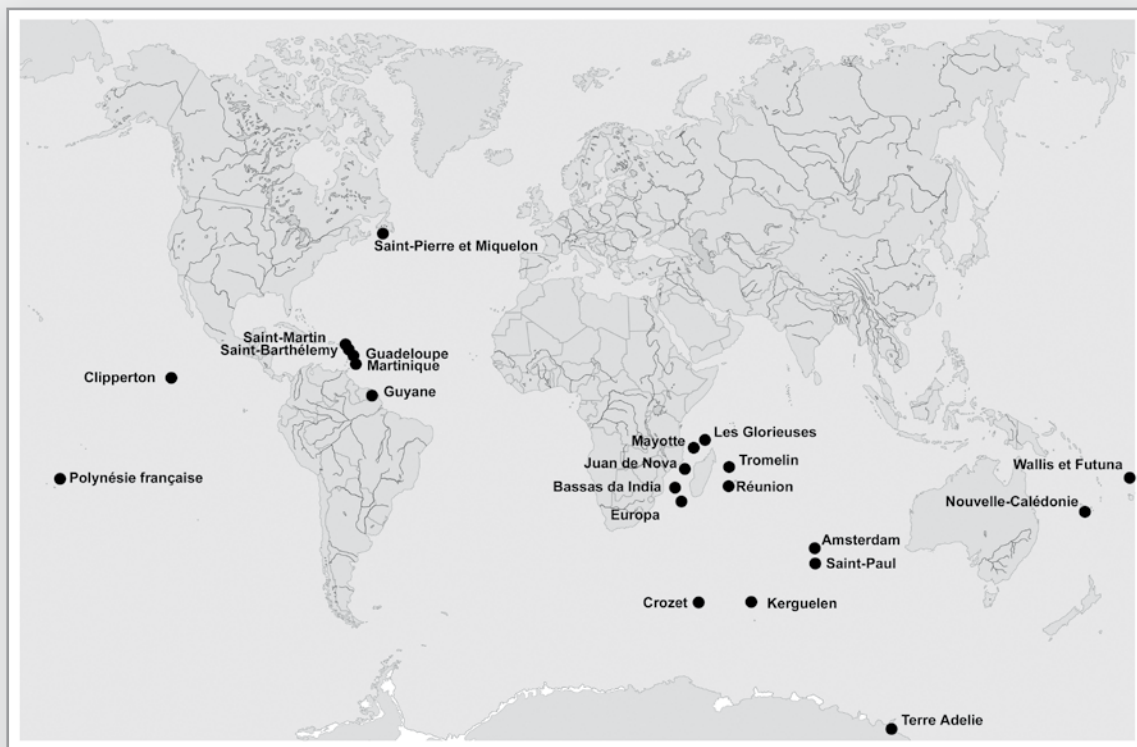 Saint-Pierre et Miquelon
Saint-Martin
Saint-Barthélemy
Guadeloupe
Martinique
Clipperton
Guyane
Les Glorieuses
Mayotte
Tromelin
Juan de Nova
Wallis et Futuna
Polynésie française
Bassas da India
Réunion
Nouvelle-Calédonie
Europa
Amsterdam
Saint-Paul
Crozet
Kerguelen
Terre Adelie